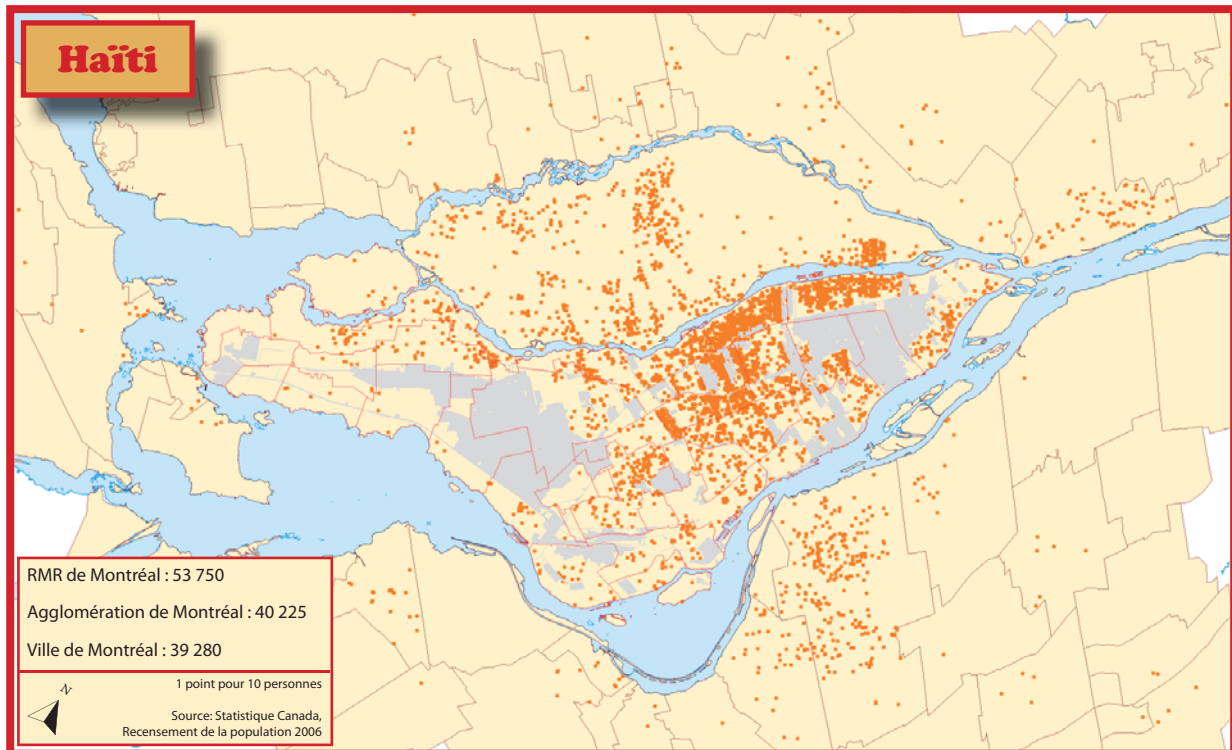 Haïti
RMR de Montréal : 53 750
Agglomération de Montréal : 40 225
Ville de Montréal : 39 280
N
1 point pour 10 personnes
Source: Statistique Canada,
Recensement de la population 2006